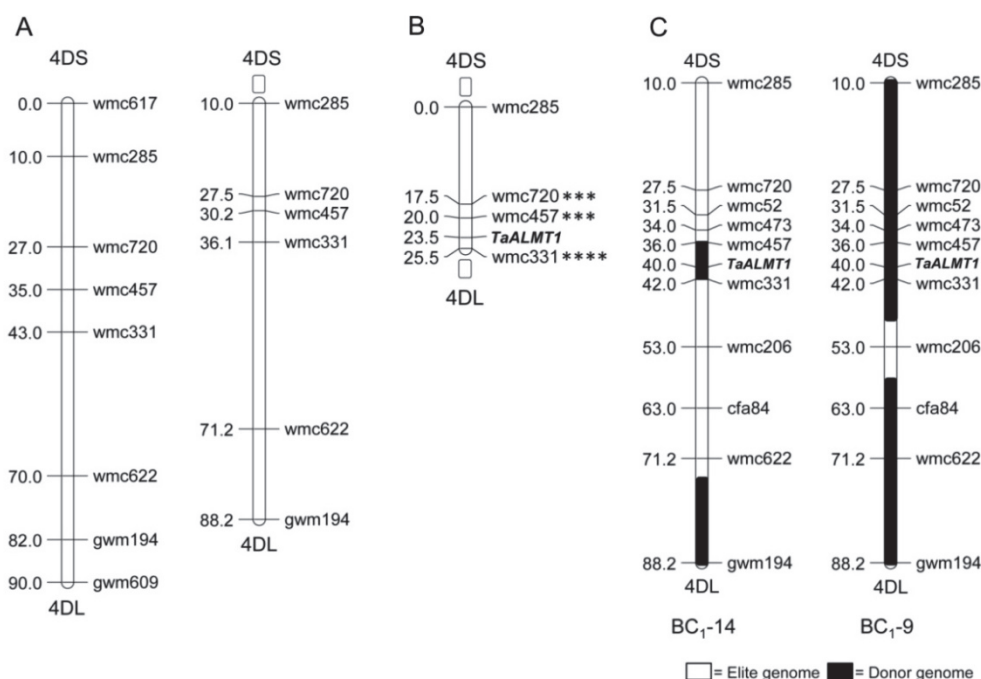 A
4DS
0.0 wmc617
10.0 wmc285
27.0 wmc720
35.0 wmc457
43.0 wmc331
70.0 wmc622
82.0 gwm194
90.0 gwm609
4DL
4DS
10.0 wmc285
27.5 wmc720
30.2 wmc457
36.1 wmc331
71.2 wmc622
88.2 gwm194
4DL
B
4DS
0.0 wmc285
17.5 wmc720 ***
20.0 wmc457 ***
23.5 TaALMT1
25.5 wmc331 ****
4DL
C
4DS
10.0 wmc285
27.5 wmc720
31.5 wmc52
34.0 wmc473
36.0 wmc457
40.0 TaALMT1
42.0 wmc331
53.0 wmc206
63.0 cfa84
71.2 wmc622
88.2 gwm194
4DL
BC₁-14
4DS
10.0 wmc285
27.5 wmc720
31.5 wmc52
34.0 wmc473
36.0 wmc457
40.0 TaALMT1
42.0 wmc331
53.0 wmc206
63.0 cfa84
71.2 wmc622
88.2 gwm194
4DL
BC₁-9
= Elite genome = Donor genome